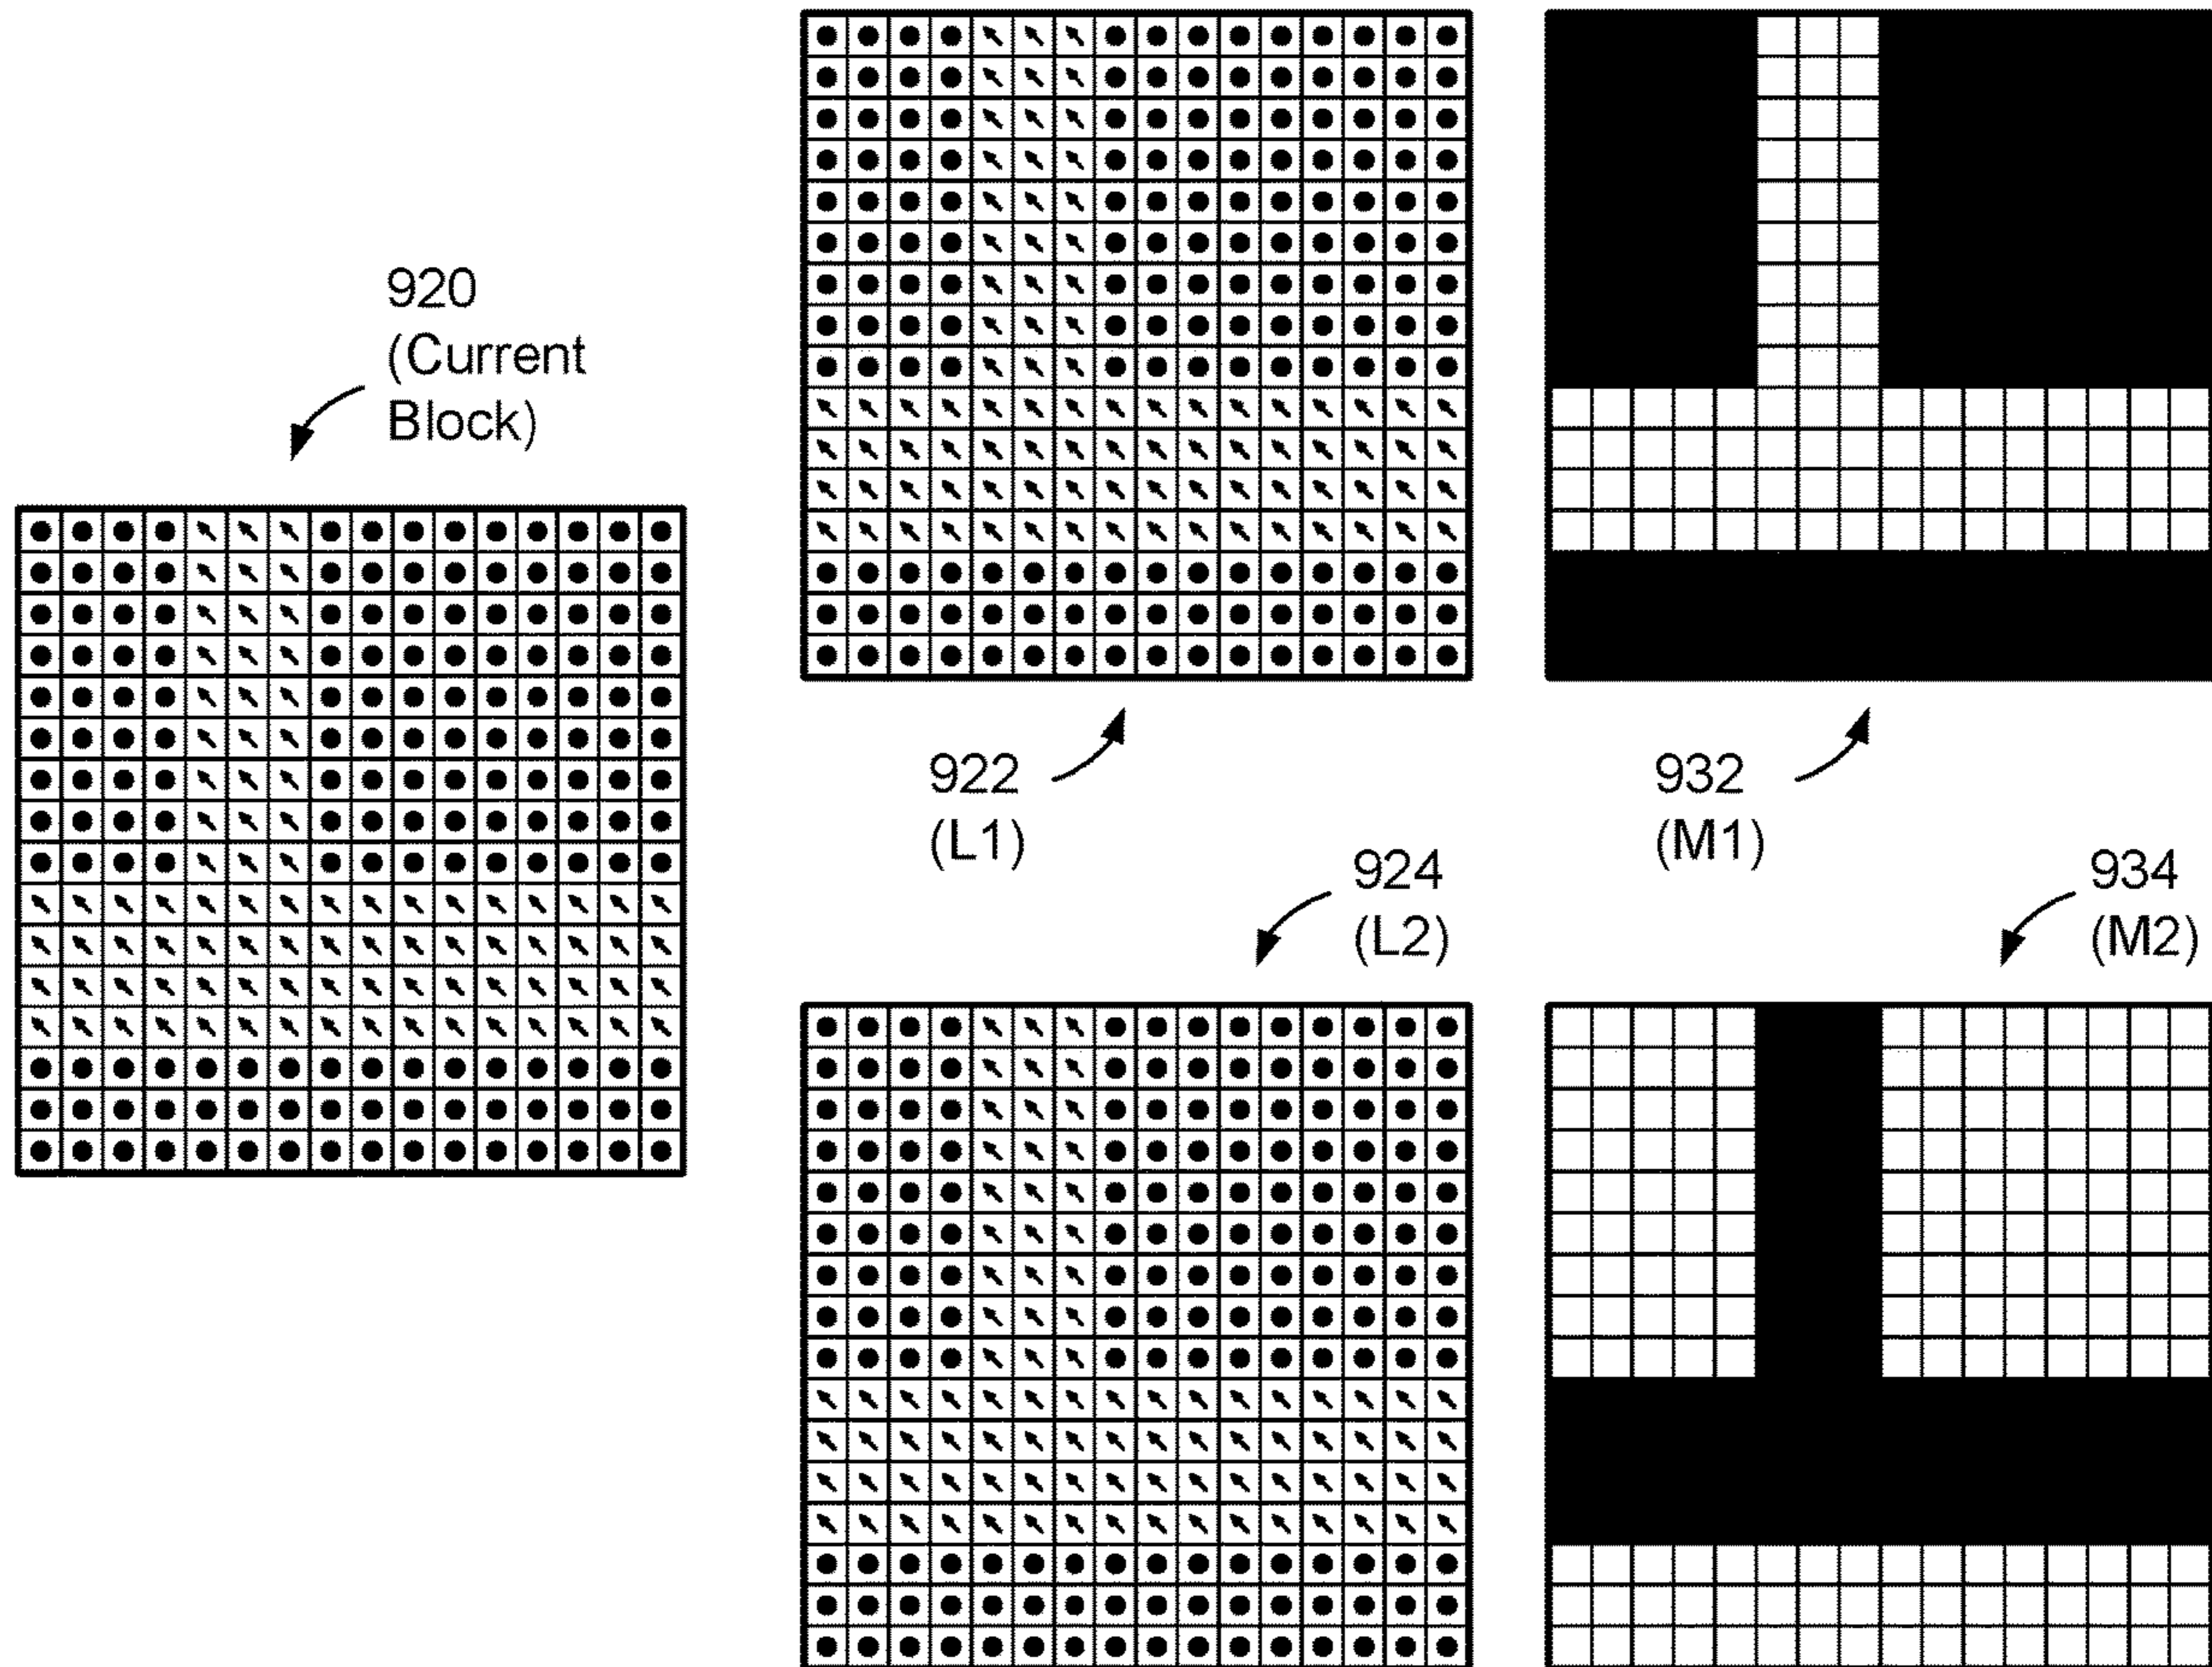 920
(Current
Block)
922
(L1)
932
(M1)
924
(L2)
934
(M2)